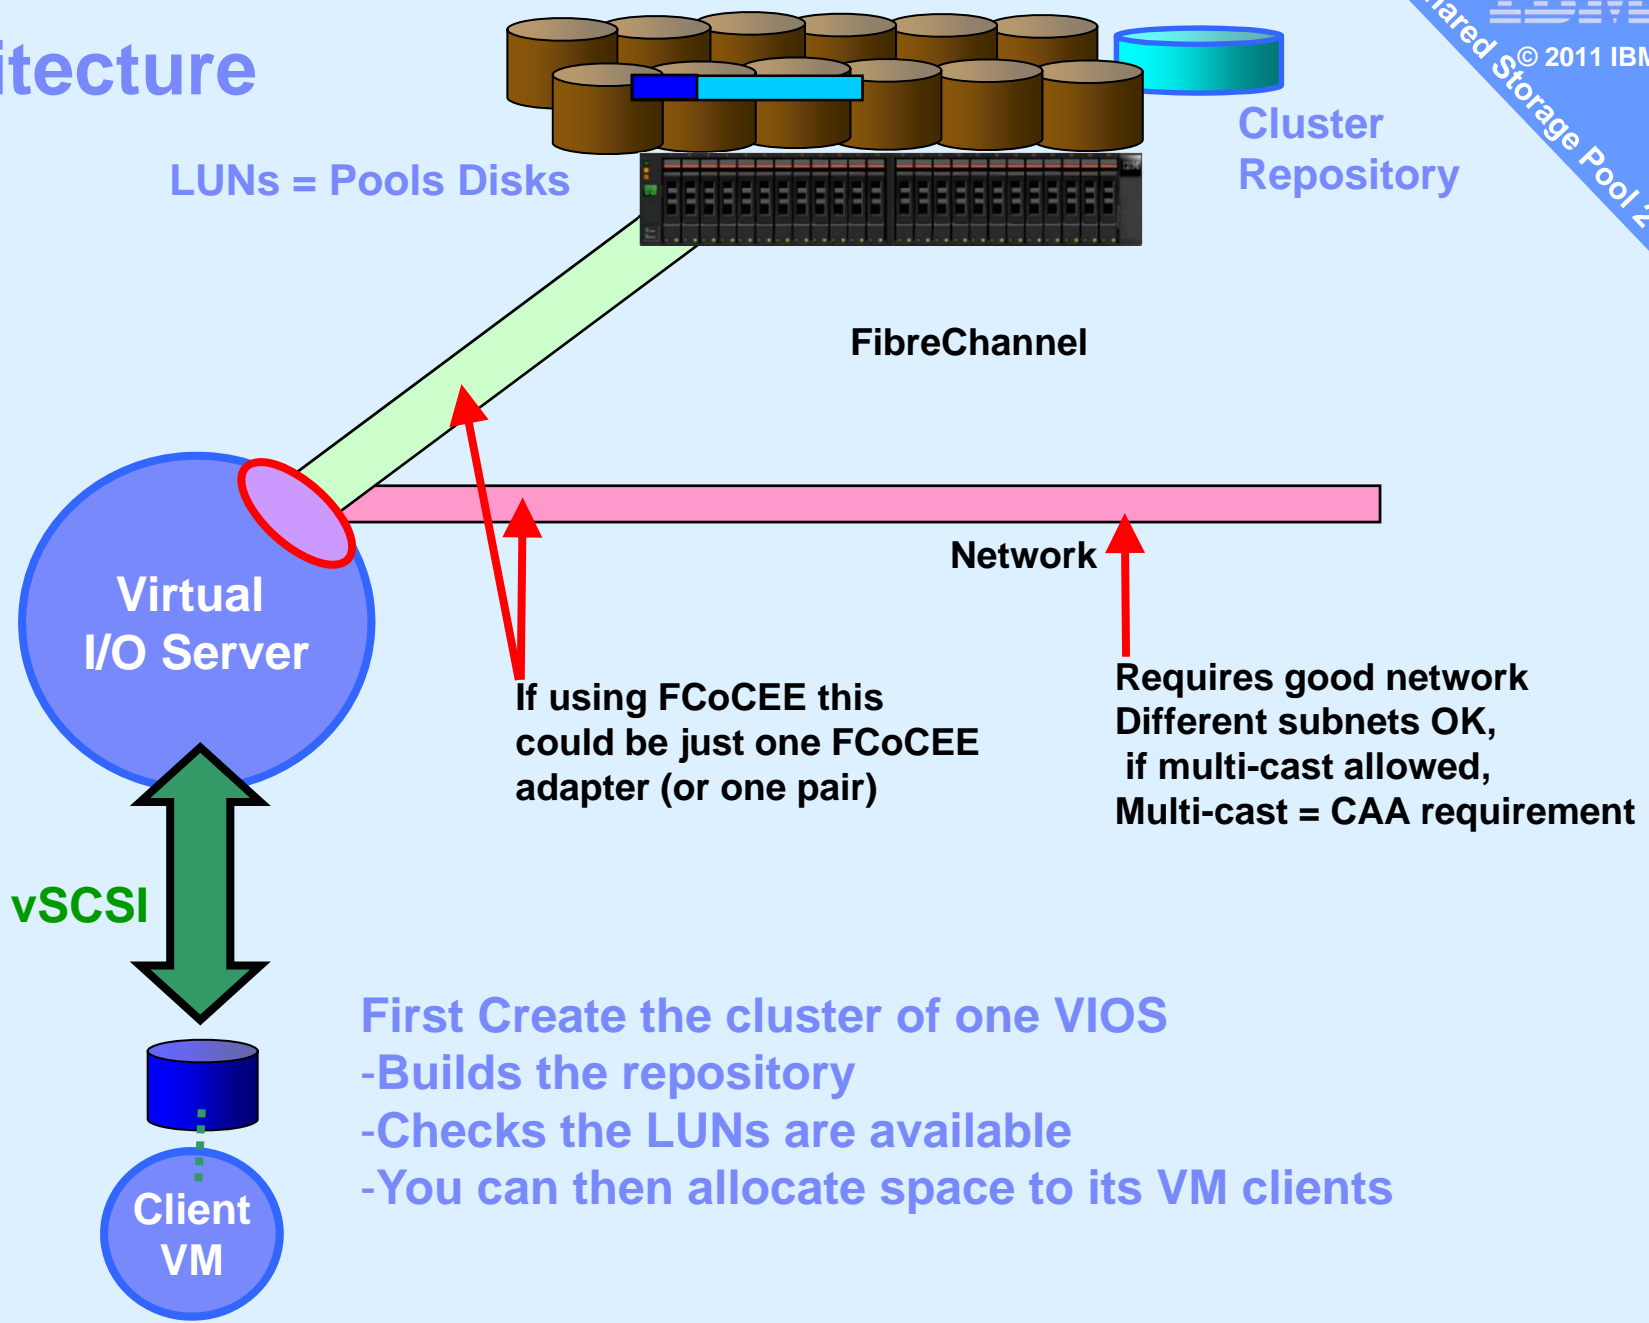 itecture
IBM
© 2011 IBM
Shared Storage Pool 2
Cluster
Repository
LUNs = Pools Disks
FibreChannel
Network
Virtual
I/O Server
If using FCoCEE this
could be just one FCoCEE
adapter (or one pair)
Requires good network
Different subnets OK,
if multi-cast allowed,
Multi-cast = CAA requirement
vSCSI
First Create the cluster of one VIOS
-Builds the repository
-Checks the LUNs are available
-You can then allocate space to its VM clients
Client
VM